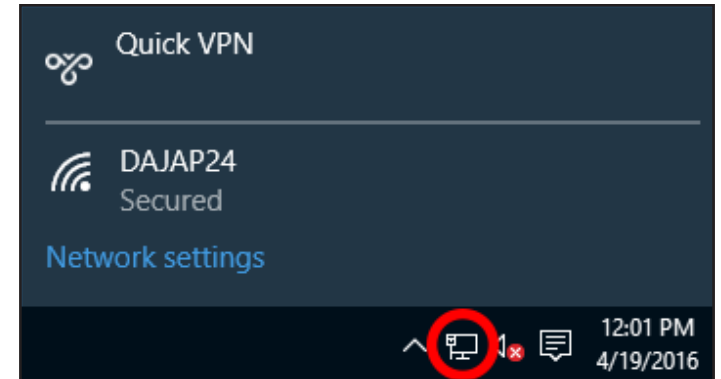 Quick VPN
DAJAP24
Secured
Network settings
12:01 PM
4/19/2016